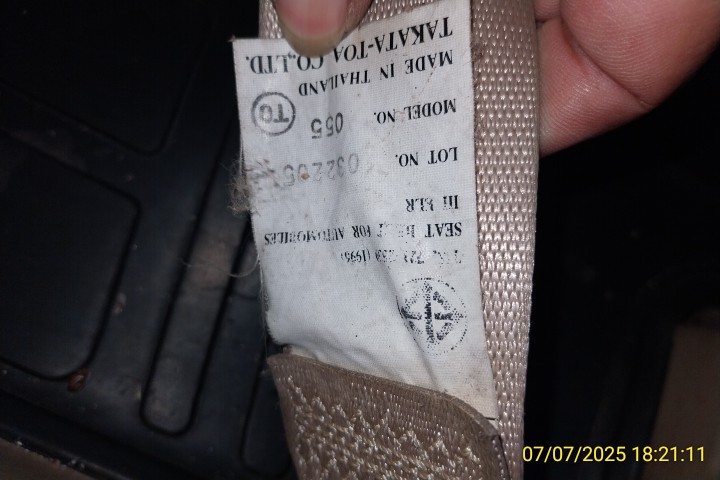 SEAT BELT FOR AUTOMOBILES
III ELR
LOT NO.
MODEL NO. 055
MADE IN THAILAND TO
TAKATA-TOA CO.,LTD.
07/07/2025 18:21:11